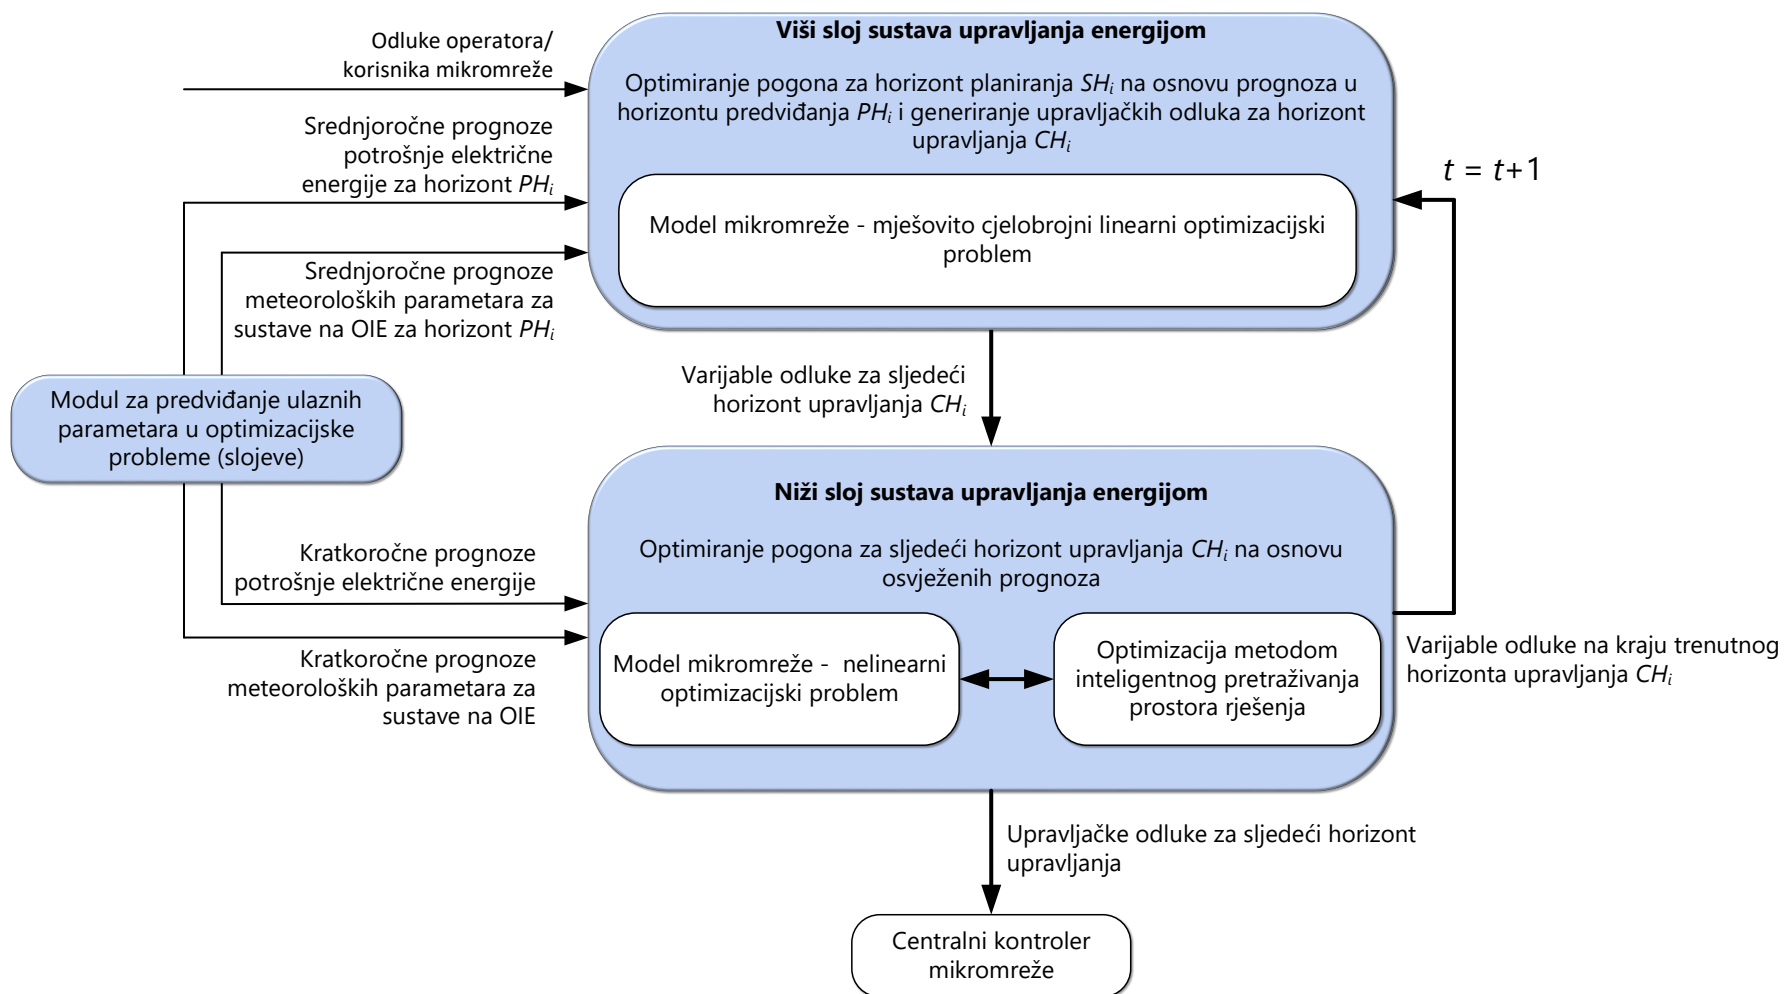 Viši sloj sustava upravljanja energijom
Optimiranje pogona za horizont planiranja SHi na osnovu prognoza u
horizontu predviđanja PHi i generiranje upravljačkih odluka za horizont
upravljanja CHi
Model mikromreže - mješovito cjelobrojni linearni optimizacijski
problem
Odluke operatora/
korisnika mikromreže
Srednjoročne prognoze
potrošnje električne
energije za horizont PHi
Srednjoročne prognoze
meteoroloških parametara za
sustave na OIE za horizont PHi
t = t+1
Modul za predviđanje ulaznih
parametara u optimizacijske
probleme (slojeve)
Varijable odluke za sljedeći
horizont upravljanja CHi
Niži sloj sustava upravljanja energijom
Optimiranje pogona za sljedeći horizont upravljanja CHi na osnovu
osvježenih prognoza
Model mikromreže - nelinearni
optimizacijski problem
Optimizacija metodom
inteligentnog pretraživanja
prostora rješenja
Kratkoročne prognoze
potrošnje električne energije
Kratkoročne prognoze
meteoroloških parametara za
sustave na OIE
Varijable odluke na kraju trenutnog
horizonta upravljanja CHi
Upravljačke odluke za sljedeći horizont
upravljanja
Centralni kontroler
mikromreže